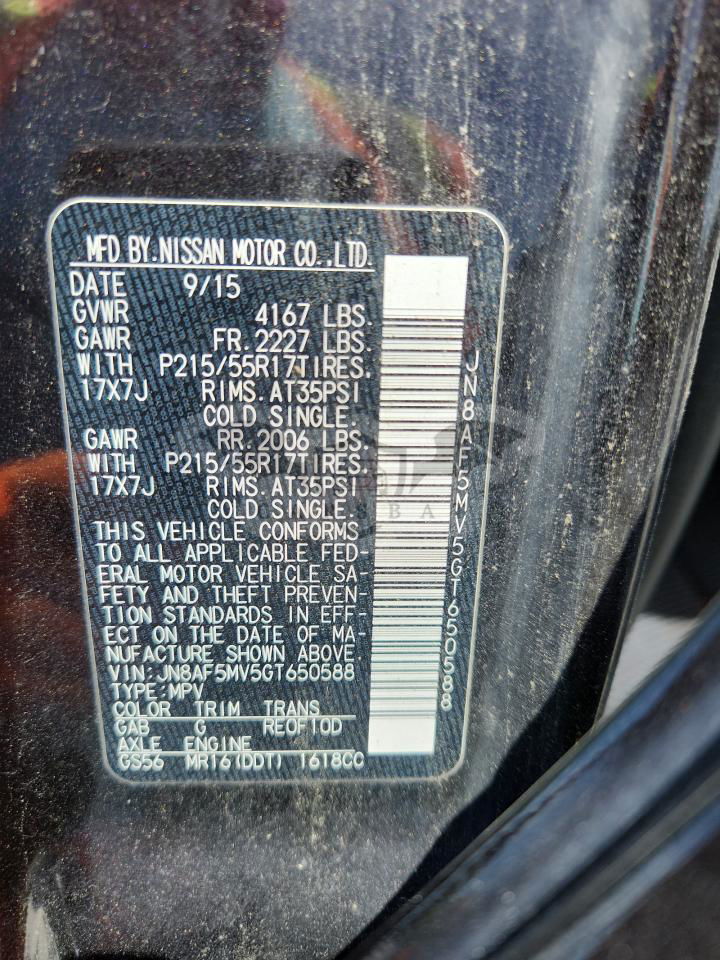 MFD BY.NISSAN MOTOR CO.,LTD.
DATE 9/15
GVWR 4167 LBS.
GAWR FR.2227 LBS.
WITH P215/55R17TIRES.
17X7J RIMS.AT35PSI
COLD SINGLE.
GAWR RR.2006 LBS.
WITH P215/55R17TIRES.
17X7J RIMS.AT35PSI
COLD SINGLE.
THIS VEHICLE CONFORMS
TO ALL APPLICABLE FED-
ERAL MOTOR VEHICLE SA-
FETY AND THEFT PREVEN-
TION STANDARDS IN EFF-
ECT ON THE DATE OF MA-
NUFACTURE SHOWN ABOVE.
VIN:JN8AF5MV5GT650588
TYPE:MPV
COLOR TRIM TRANS
GAB G REOF10D
AXLE ENGINE
GS56 MR16(DDT) 1618CC
JN8AF5MV5GT650588